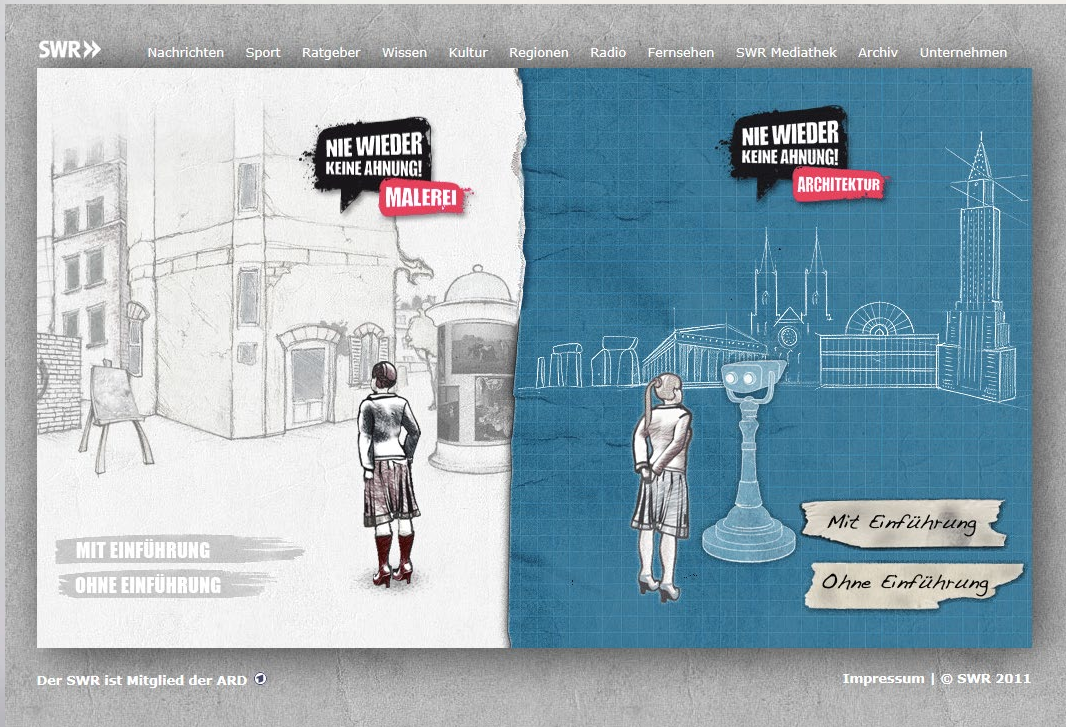 SWR»
Nachrichten Sport Ratgeber Wissen Kultur Regionen Radio Fernsehen SWR Mediathek Archiv Unternehmen
NIE WIEDER
KEINE AHNUNG!
MALEREI
NIE WIEDER
KEINE AHNUNG!
ARCHITEKTUR
MIT EINFÜHRUNG
OHNE EINFÜHRUNG
Mit Einführung
Ohne Einführung
Der SWR ist Mitglied der ARD
Impressum | © SWR 2011